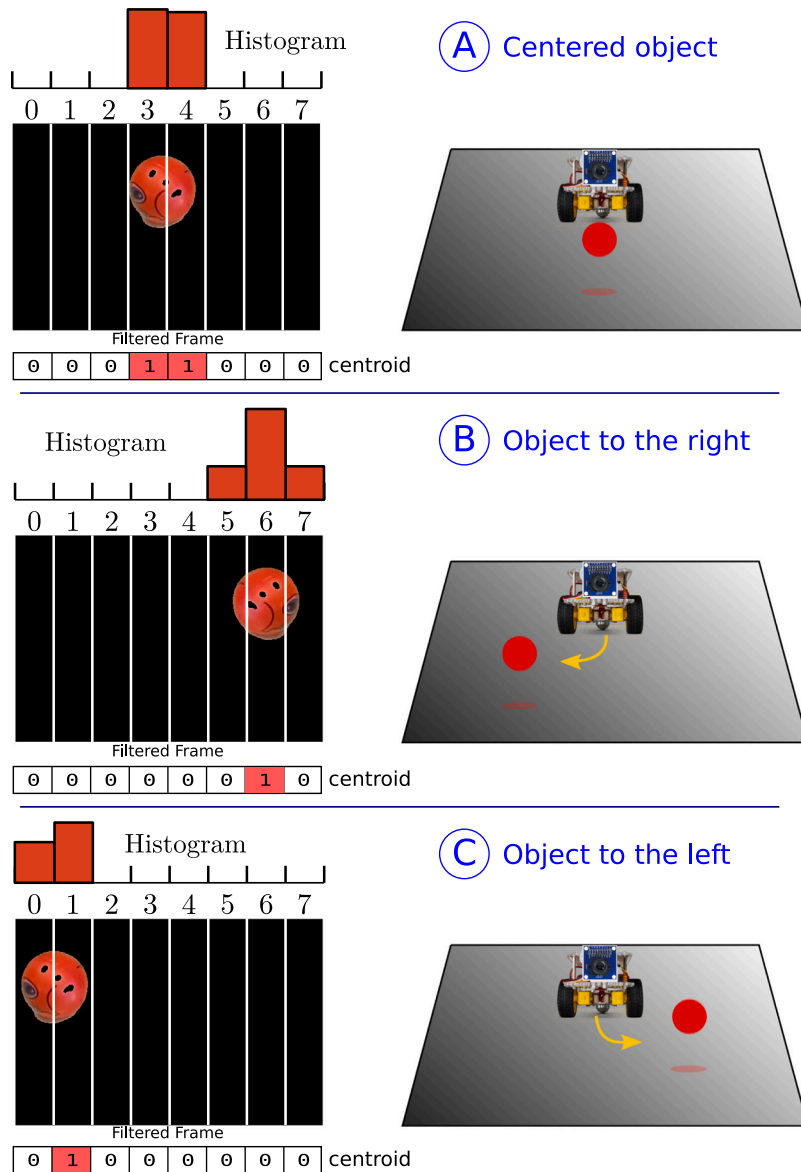 Histogram
A Centered object
0 1 2 3 4 5 6 7
Filtered Frame
0 0 0 1 1 0 0 0 centroid
Histogram
B Object to the right
0 1 2 3 4 5 6 7
Filtered Frame
0 0 0 0 0 0 1 0 centroid
Histogram
C Object to the left
0 1 2 3 4 5 6 7
Filtered Frame
0 1 0 0 0 0 0 0 centroid